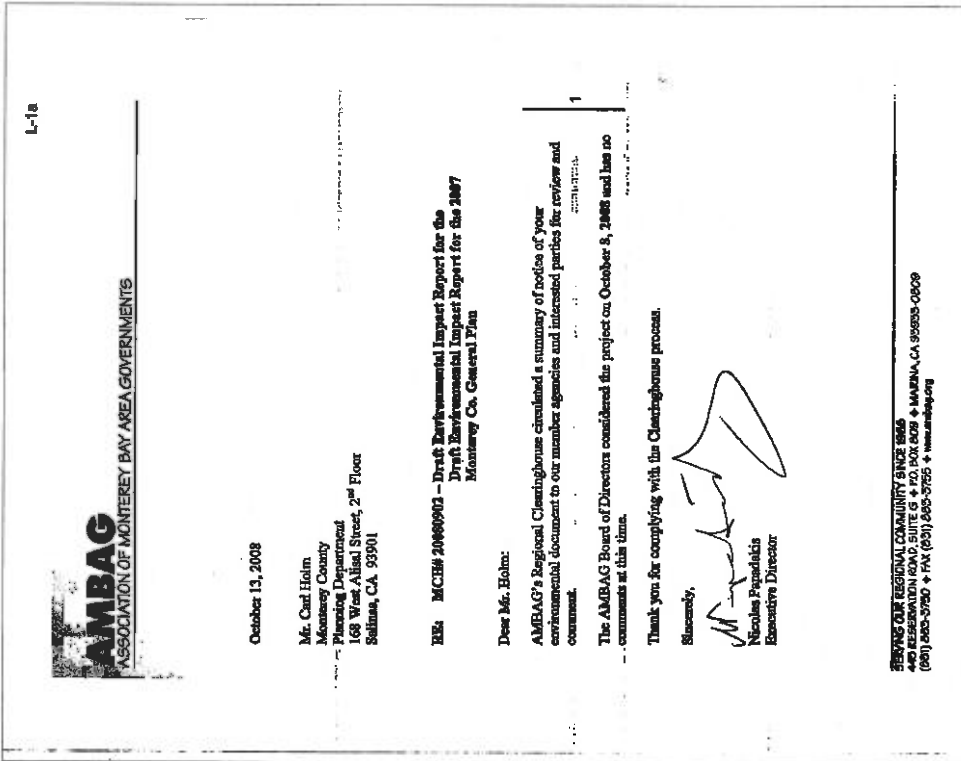 L-1a
AMBAG
ASSOCIATION OF MONTEREY BAY AREA GOVERNMENTS
October 13, 2008
Mr. Carl Holm
Monterey County
Planning Department
168 West Alisal Street, 2nd Floor
Salinas, CA 93901
RE: MCH# 20080902 – Draft Environmental Impact Report for the
Draft Environmental Impact Report for the 2007
Monterey Co. General Plan
Dear Mr. Holm:
AMBAG's Regional Clearinghouse circulated a summary of notice of your
environmental document to our member agencies and interested parties for review and
comment.
1
The AMBAG Board of Directors considered the project on October 8, 2008 and has no
comments at this time.
Thank you for complying with the Clearinghouse process.
Sincerely,
Nicolas Papadakis
Executive Director
SERVING OUR REGIONAL COMMUNITY SINCE 1968
445 RESERVATION ROAD, SUITE G + P.O. BOX 809 + MARINA, CA 93933-0809
(831) 883-3750 + FAX (831) 883-3755 + www.ambag.org